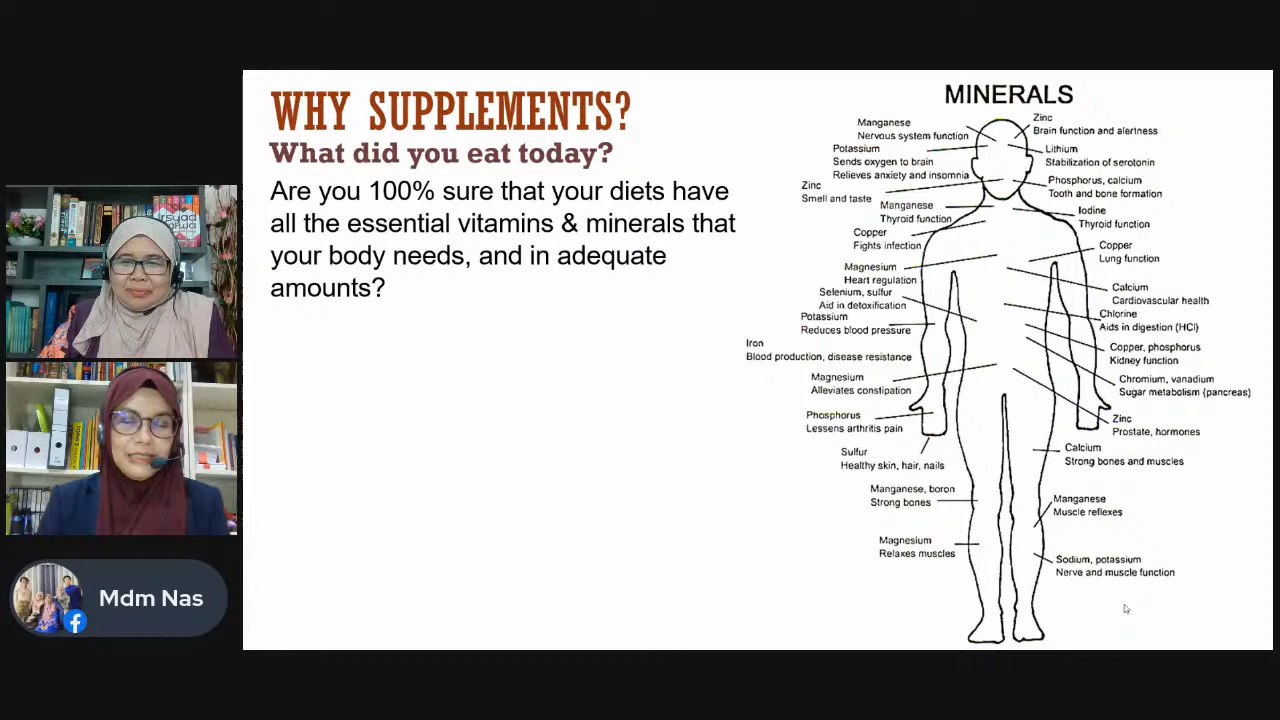 WHY SUPPLEMENTS?
What did you eat today?
Are you 100% sure that your diets have
all the essential vitamins & minerals that
your body needs, and in adequate
amounts?
MINERALS
Manganese
Nervous system function
Potassium
Sends oxygen to brain
Relieves anxiety and insomnia
Zinc
Smell and taste
Manganese
Thyroid function
Copper
Fights infection
Magnesium
Heart regulation
Selenium, sulfur
Aid in detoxification
Potassium
Reduces blood pressure
Iron
Blood production, disease resistance
Magnesium
Alleviates constipation
Phosphorus
Lessens arthritis pain
Sulfur
Healthy skin, hair, nails
Manganese, boron
Strong bones
Magnesium
Relaxes muscles
Zinc
Brain function and alertness
Lithium
Stabilization of serotonin
Phosphorus, calcium
Tooth and bone formation
Iodine
Thyroid function
Copper
Lung function
Calcium
Cardiovascular health
Chlorine
Aids in digestion (HCl)
Copper, phosphorus
Kidney function
Chromium, vanadium
Sugar metabolism (pancreas)
Zinc
Prostate, hormones
Calcium
Strong bones and muscles
Manganese
Muscle reflexes
Sodium, potassium
Nerve and muscle function
Mdm Nas